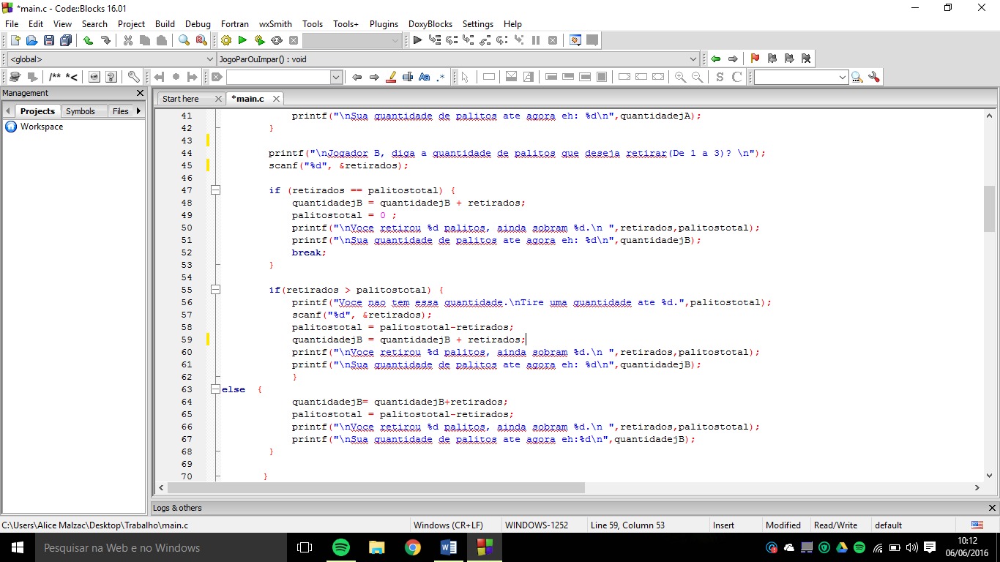 *main.c - Code::Blocks 16.01
File Edit View Search Project Build Debug Fortran wxSmith Tools Tools+ Plugins DoxyBlocks Settings Help
<global> JogoParOuImpar() : void
/** *<
Management
Start here *main.c
Projects Symbols Files
Workspace
41 printf("\nSua quantidade de palitos ate agora eh: %d\n",quantidadejA);
42 }
43
44 printf("\nJogador B, diga a quantidade de palitos que deseja retirar(De 1 a 3)? \n");
45 scanf("%d", &retirados);
46
47 if (retirados == palitostotal) {
48 quantidadejB = quantidadejB + retirados;
49 palitostotal = 0 ;
50 printf("\nVoce retirou %d palitos, ainda sobram %d.\n ",retirados,palitostotal);
51 printf("\nSua quantidade de palitos ate agora eh: %d\n",quantidadejB);
52 break;
53 }
54
55 if(retirados > palitostotal) {
56 printf("Voce nao tem essa quantidade.\nTire uma quantidade ate %d.",palitostotal);
57 scanf("%d", &retirados);
58 palitostotal = palitostotal-retirados;
59 quantidadejB = quantidadejB + retirados;
60 printf("\nVoce retirou %d palitos, ainda sobram %d.\n ",retirados,palitostotal);
61 printf("\nSua quantidade de palitos ate agora eh: %d\n",quantidadejB);
62 }
63 else {
64 quantidadejB= quantidadejB+retirados;
65 palitostotal = palitostotal-retirados;
66 printf("\nVoce retirou %d palitos, ainda sobram %d.\n ",retirados,palitostotal);
67 printf("\nSua quantidade de palitos ate agora eh:%d\n",quantidadejB);
68 }
69
70 }
Logs & others
C:\Users\Alice Malzac\Desktop\Trabalho\main.c Windows (CR+LF) WINDOWS-1252 Line 59, Column 53 Insert Modified Read/Write default
Pesquisar na Web e no Windows
10:12
06/06/2016